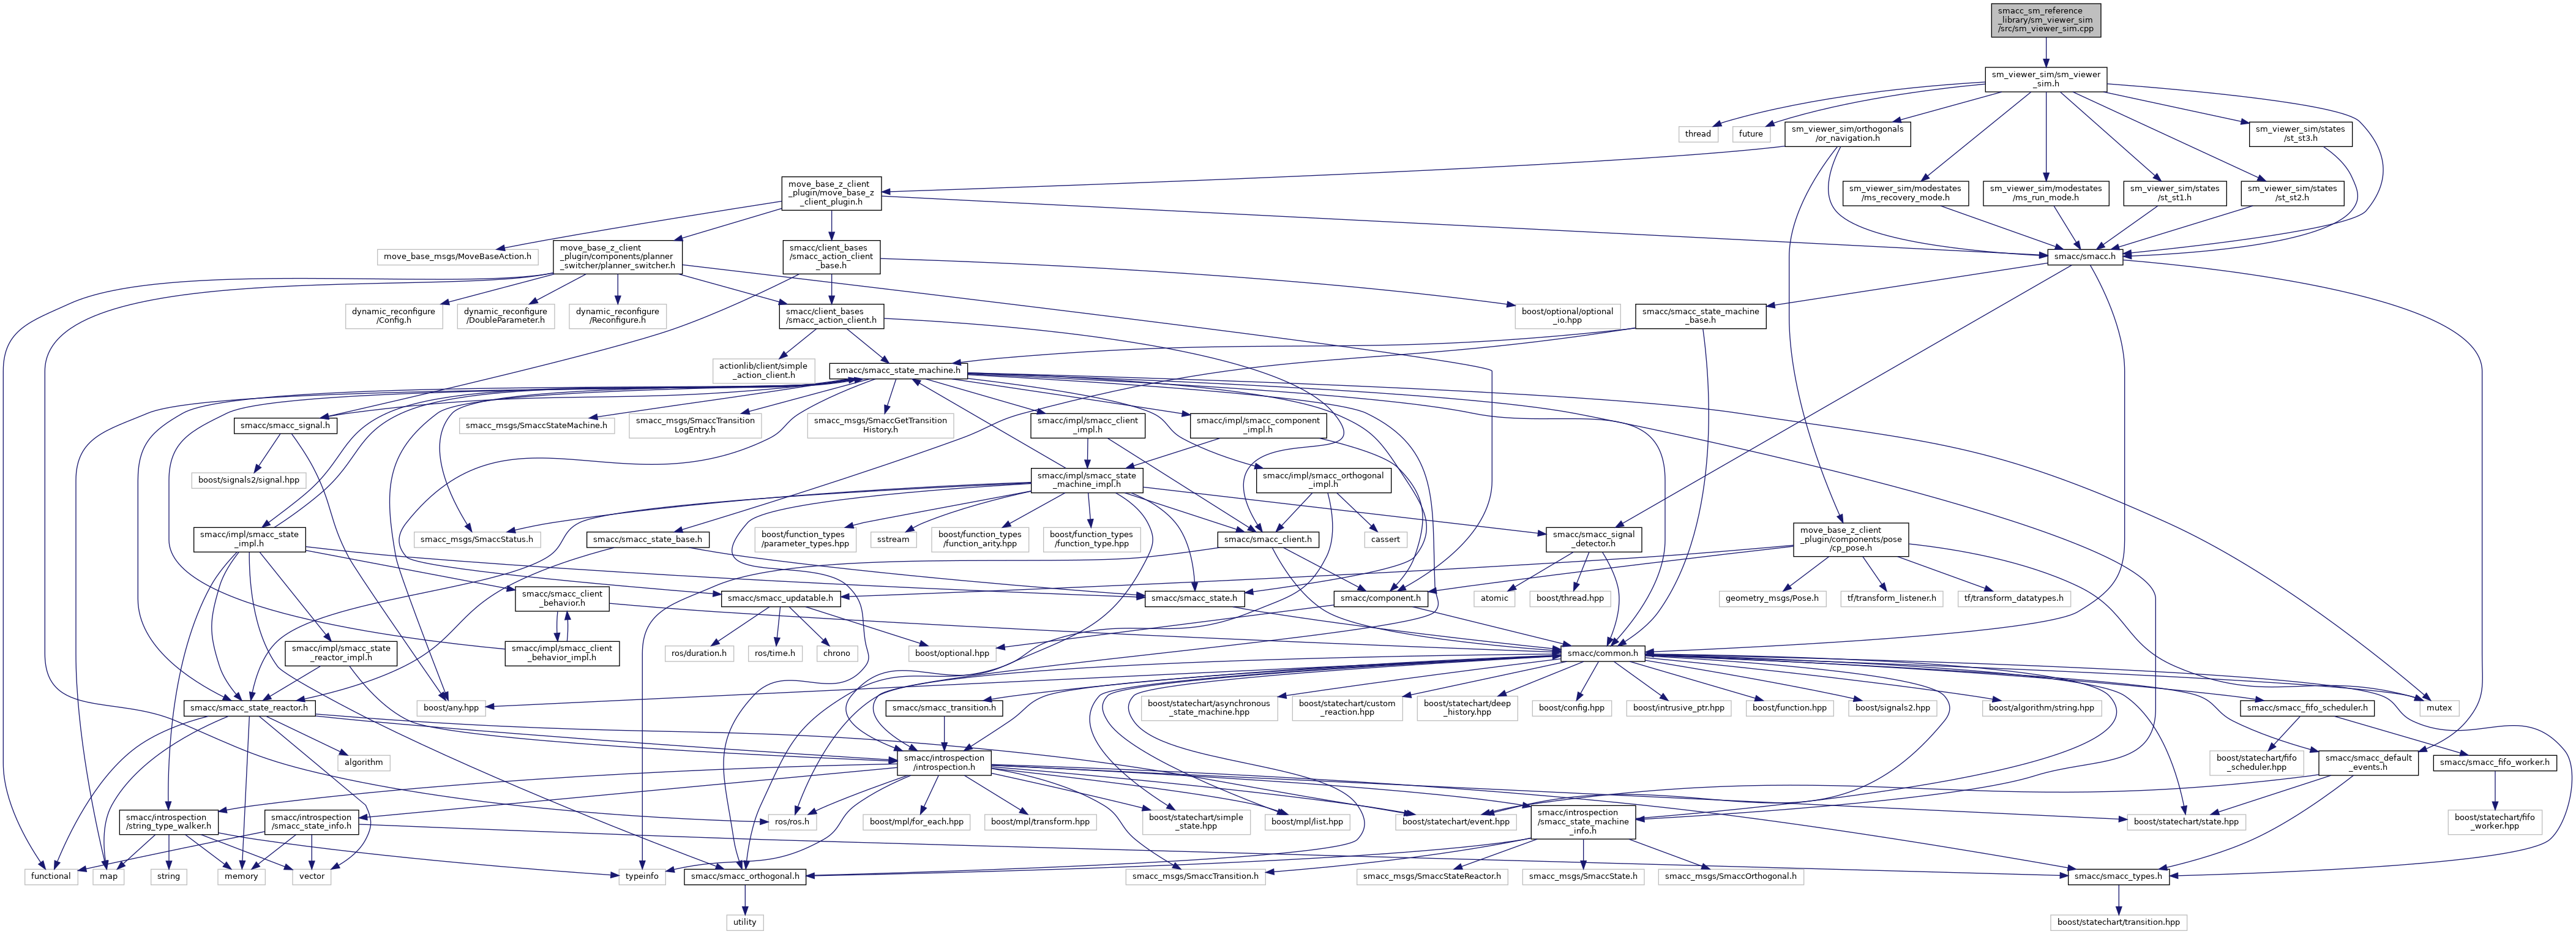 smacc_sm_reference
_library/sm_viewer_sim
/src/sm_viewer_sim.cpp
sm_viewer_sim/sm_viewer
_sim.h
thread
future
sm_viewer_sim/orthogonals
/or_navigation.h
sm_viewer_sim/states
/st_st3.h
move_base_z_client
_plugin/move_base_z
_client_plugin.h
sm_viewer_sim/modestates
/ms_recovery_mode.h
sm_viewer_sim/modestates
/ms_run_mode.h
sm_viewer_sim/states
/st_st1.h
sm_viewer_sim/states
/st_st2.h
move_base_msgs/MoveBaseAction.h
move_base_z_client
_plugin/components/planner
_switcher/planner_switcher.h
smacc/client_bases
/smacc_action_client
_base.h
smacc/smacc.h
dynamic_reconfigure
/Config.h
dynamic_reconfigure
/DoubleParameter.h
dynamic_reconfigure
/Reconfigure.h
smacc/client_bases
/smacc_action_client.h
boost/optional/optional
_io.hpp
smacc/smacc_state_machine
_base.h
actionlib/client/simple
_action_client.h
smacc/smacc_state_machine.h
smacc/smacc_signal.h
smacc_msgs/SmaccStateMachine.h
smacc_msgs/SmaccTransition
LogEntry.h
smacc_msgs/SmaccGetTransition
History.h
smacc/impl/smacc_client
_impl.h
smacc/impl/smacc_component
_impl.h
boost/signals2/signal.hpp
smacc/impl/smacc_state
_machine_impl.h
smacc/impl/smacc_orthogonal
_impl.h
smacc/impl/smacc_state
_impl.h
smacc_msgs/SmaccStatus.h
smacc/smacc_state_base.h
boost/function_types
/parameter_types.hpp
sstream
boost/function_types
/function_arity.hpp
boost/function_types
/function_type.hpp
smacc/smacc_client.h
cassert
smacc/smacc_signal
_detector.h
move_base_z_client
_plugin/components/pose
/cp_pose.h
smacc/smacc_client
_behavior.h
smacc/smacc_updatable.h
smacc/smacc_state.h
smacc/component.h
atomic
boost/thread.hpp
geometry_msgs/Pose.h
tf/transform_listener.h
tf/transform_datatypes.h
smacc/impl/smacc_state
_reactor_impl.h
smacc/impl/smacc_client
_behavior_impl.h
ros/duration.h
ros/time.h
chrono
boost/optional.hpp
smacc/common.h
smacc/smacc_state_reactor.h
boost/any.hpp
smacc/smacc_transition.h
boost/statechart/asynchronous
_state_machine.hpp
boost/statechart/custom
_reaction.hpp
boost/statechart/deep
_history.hpp
boost/config.hpp
boost/intrusive_ptr.hpp
boost/function.hpp
boost/signals2.hpp
boost/algorithm/string.hpp
smacc/smacc_fifo_scheduler.h
mutex
algorithm
smacc/introspection
/introspection.h
boost/statechart/fifo
_scheduler.hpp
smacc/smacc_default
_events.h
smacc/smacc_fifo_worker.h
smacc/introspection
/string_type_walker.h
smacc/introspection
/smacc_state_info.h
ros/ros.h
boost/mpl/for_each.hpp
boost/mpl/transform.hpp
boost/statechart/simple
_state.hpp
boost/mpl/list.hpp
boost/statechart/event.hpp
smacc/introspection
/smacc_state_machine
_info.h
boost/statechart/state.hpp
boost/statechart/fifo
_worker.hpp
functional
map
string
memory
vector
typeinfo
smacc/smacc_orthogonal.h
smacc_msgs/SmaccTransition.h
smacc_msgs/SmaccStateReactor.h
smacc_msgs/SmaccState.h
smacc_msgs/SmaccOrthogonal.h
smacc/smacc_types.h
utility
boost/statechart/transition.hpp